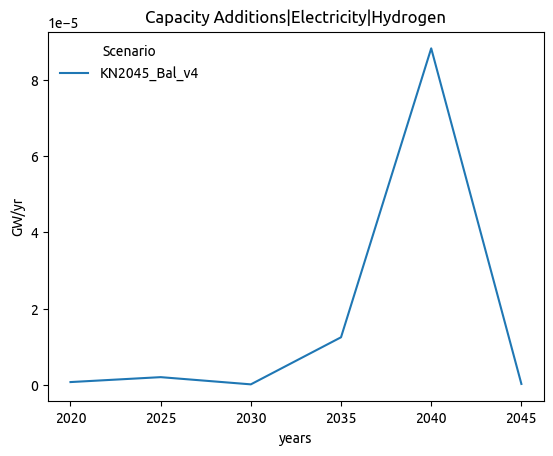 Capacity Additions|Electricity|Hydrogen
1e−5
Scenario
KN2045_Bal_v4
8
6
4
2
0
GW/yr
2020 2025 2030 2035 2040 2045
years